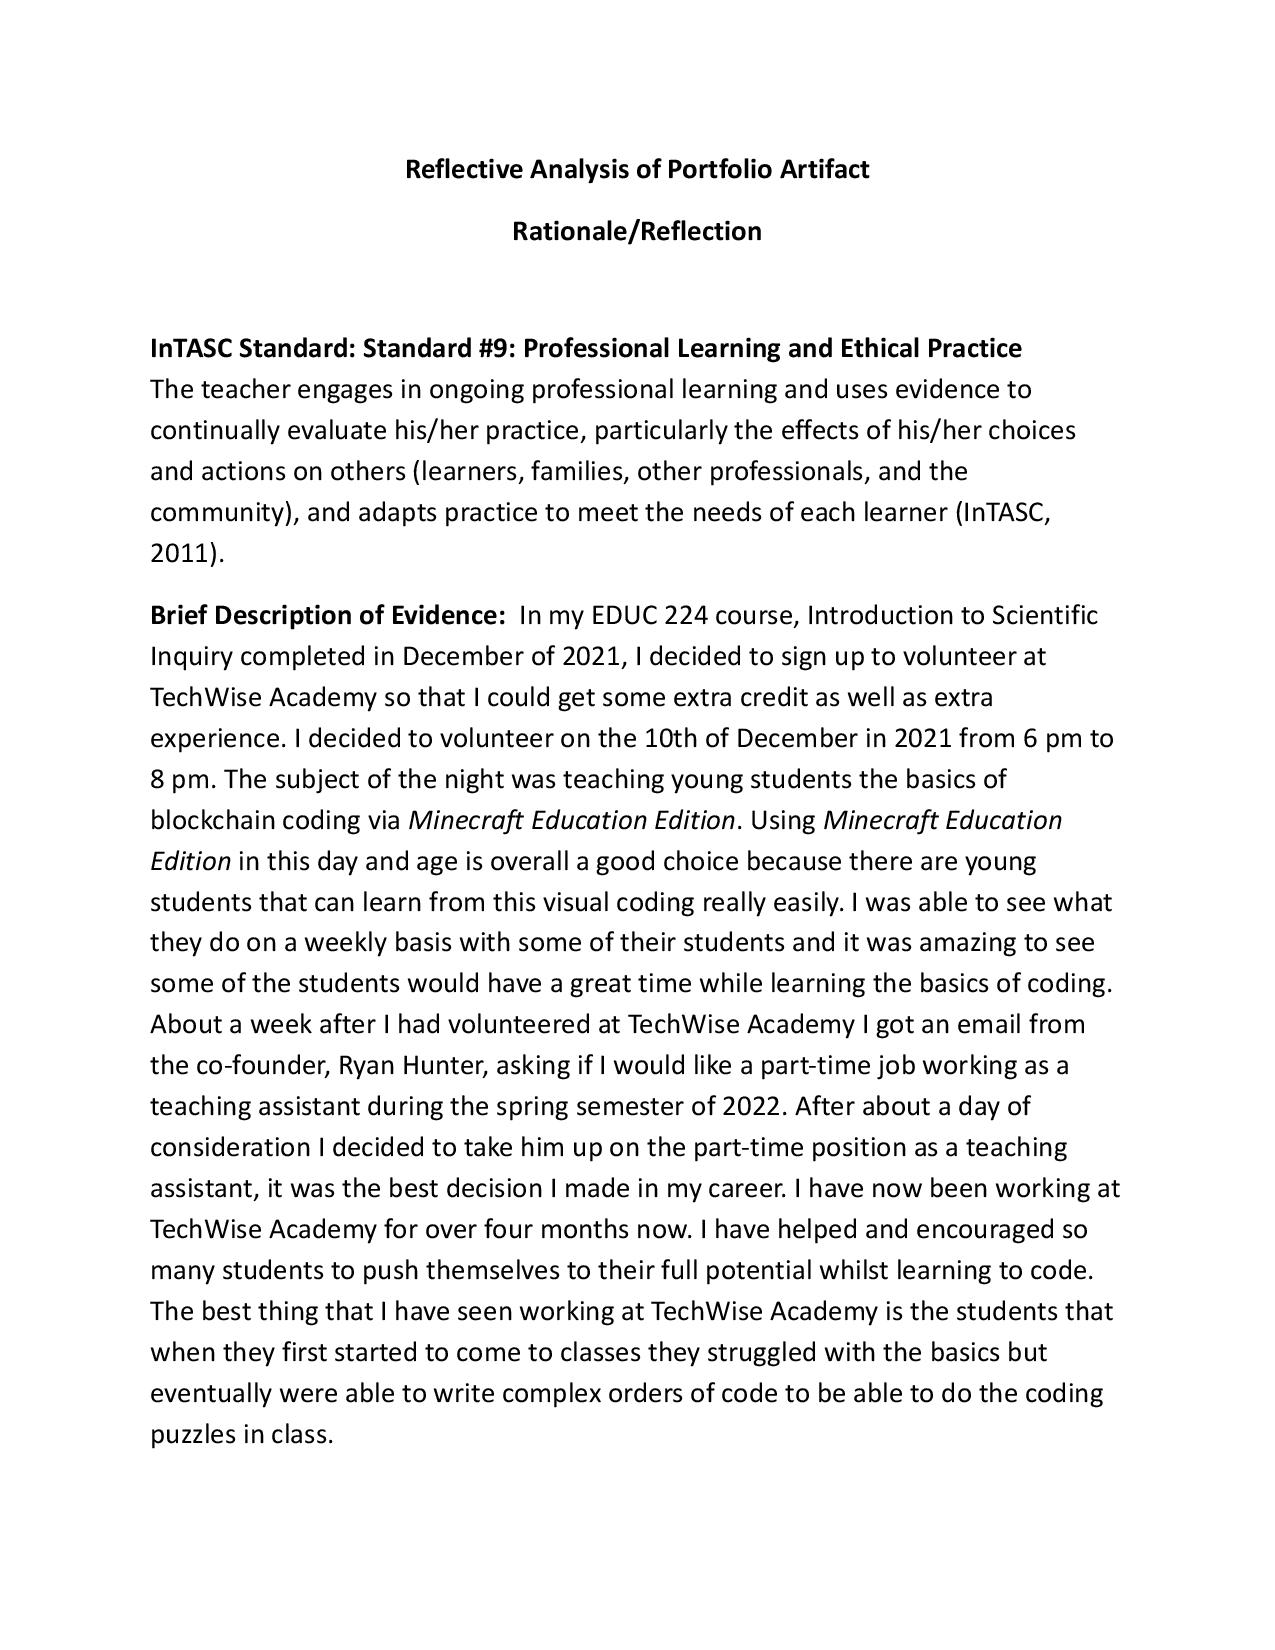 Reflective Analysis of Portfolio Artifact
Rationale/Reflection
InTASC Standard: Standard #9: Professional Learning and Ethical Practice
The teacher engages in ongoing professional learning and uses evidence to
continually evaluate his/her practice, particularly the effects of his/her choices
and actions on others (learners, families, other professionals, and the
community), and adapts practice to meet the needs of each learner (InTASC,
2011).
Brief Description of Evidence:  In my EDUC 224 course, Introduction to Scientific
Inquiry completed in December of 2021, I decided to sign up to volunteer at
TechWise Academy so that I could get some extra credit as well as extra
experience. I decided to volunteer on the 10th of December in 2021 from 6 pm to
8 pm. The subject of the night was teaching young students the basics of
blockchain coding via Minecraft Education Edition. Using Minecraft Education
Edition in this day and age is overall a good choice because there are young
students that can learn from this visual coding really easily. I was able to see what
they do on a weekly basis with some of their students and it was amazing to see
some of the students would have a great time while learning the basics of coding.
About a week after I had volunteered at TechWise Academy I got an email from
the co-founder, Ryan Hunter, asking if I would like a part-time job working as a
teaching assistant during the spring semester of 2022. After about a day of
consideration I decided to take him up on the part-time position as a teaching
assistant, it was the best decision I made in my career. I have now been working at
TechWise Academy for over four months now. I have helped and encouraged so
many students to push themselves to their full potential whilst learning to code.
The best thing that I have seen working at TechWise Academy is the students that
when they first started to come to classes they struggled with the basics but
eventually were able to write complex orders of code to be able to do the coding
puzzles in class.